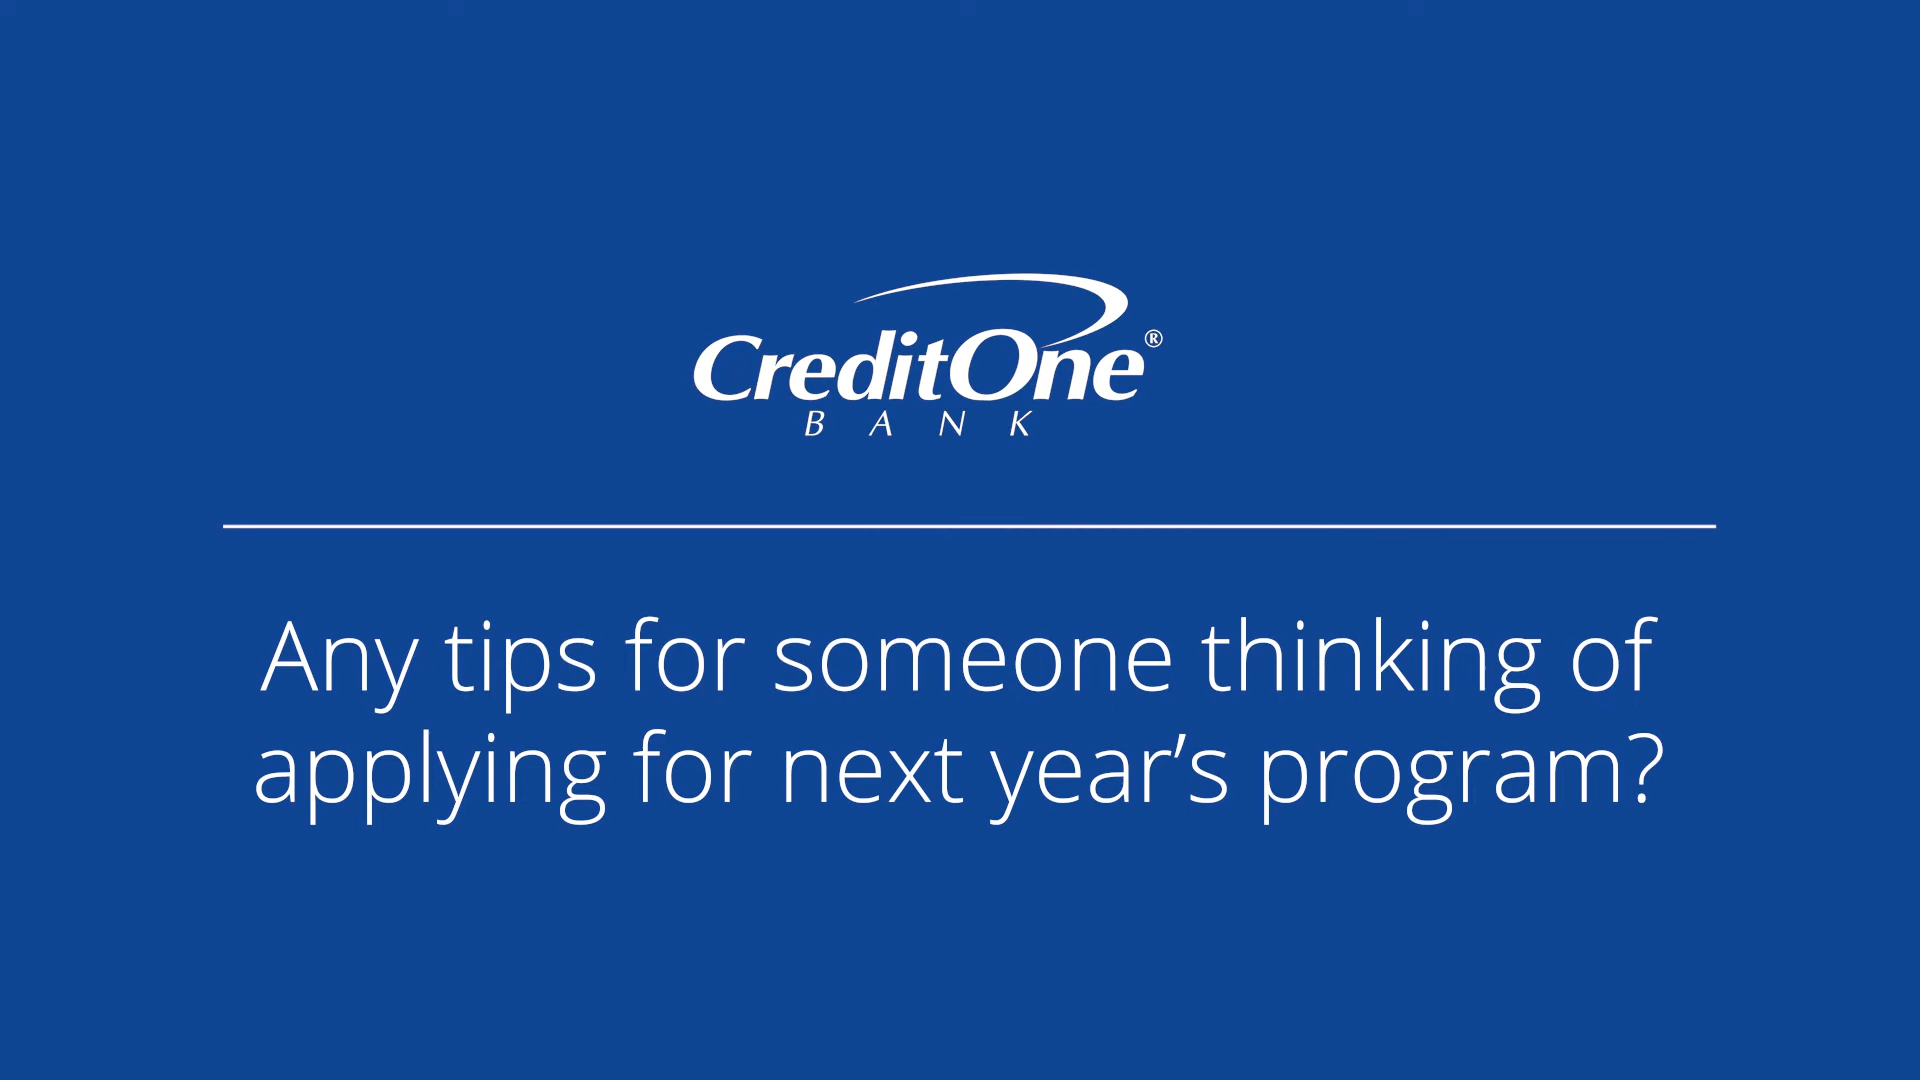 CreditOne®
BANK
Any tips for someone thinking of
applying for next year’s program?